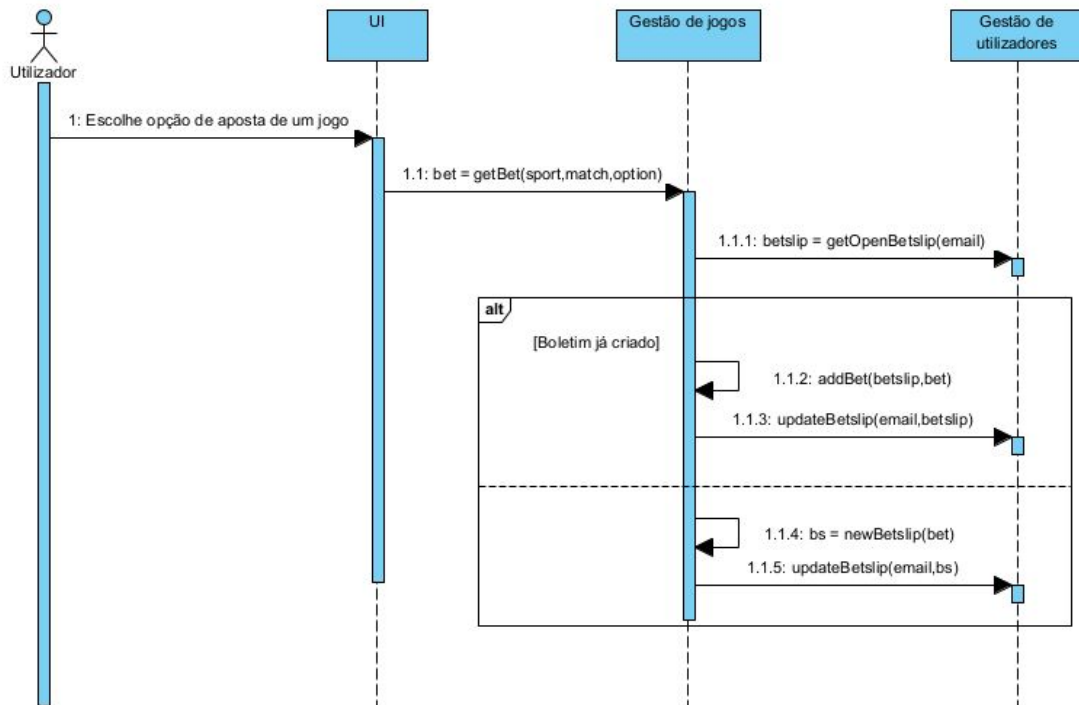 UI
Gestão de jogos
Gestão de
utilizadores
Utilizador
1: Escolhe opção de aposta de um jogo
1.1: bet = getBet(sport,match,option)
1.1.1: betslip = getOpenBetslip(email)
alt
[Boletim já criado]
1.1.2: addBet(betslip,bet)
1.1.3: updateBetslip(email,betslip)
1.1.4: bs = newBetslip(bet)
1.1.5: updateBetslip(email,bs)